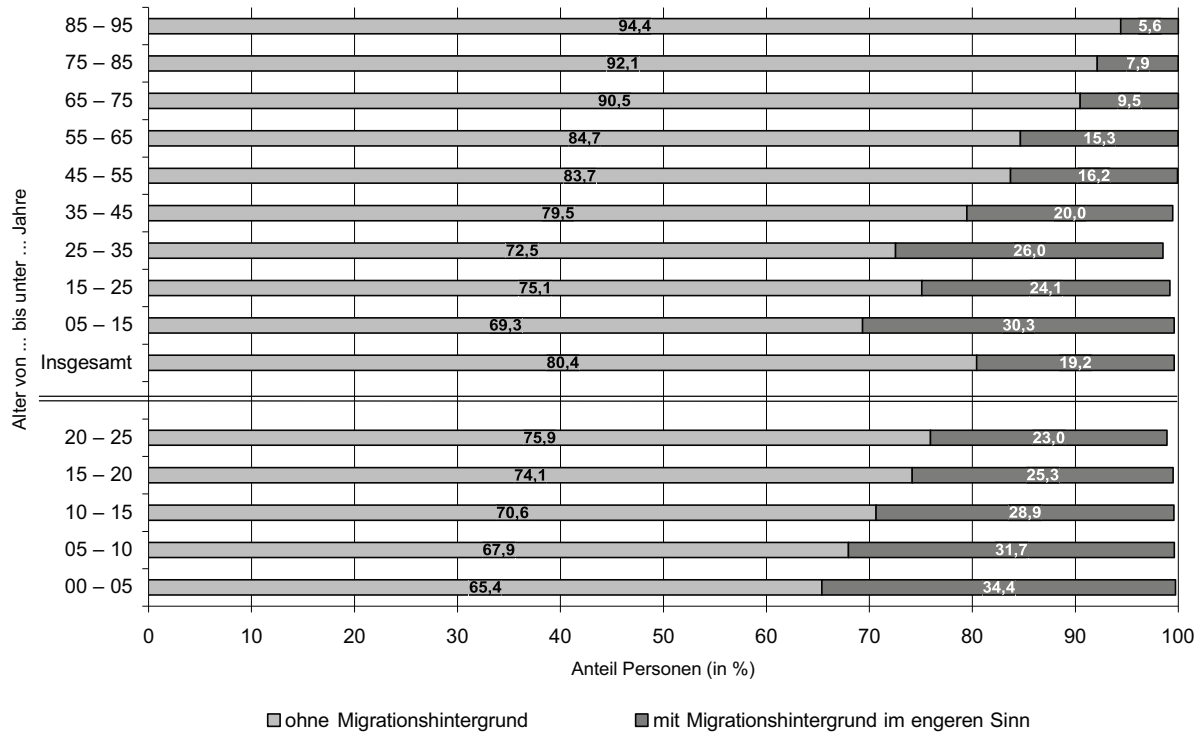 Alter von ... bis unter ... Jahre
85 – 95 94,4 5,6
75 – 85 92,1 7,9
65 – 75 90,5 9,5
55 – 65 84,7 15,3
45 – 55 83,7 16,2
35 – 45 79,5 20,0
25 – 35 72,5 26,0
15 – 25 75,1 24,1
05 – 15 69,3 30,3
Insgesamt 80,4 19,2
20 – 25 75,9 23,0
15 – 20 74,1 25,3
10 – 15 70,6 28,9
05 – 10 67,9 31,7
00 – 05 65,4 34,4
0 10 20 30 40 50 60 70 80 90 100
Anteil Personen (in %)
ohne Migrationshintergrund mit Migrationshintergrund im engeren Sinn